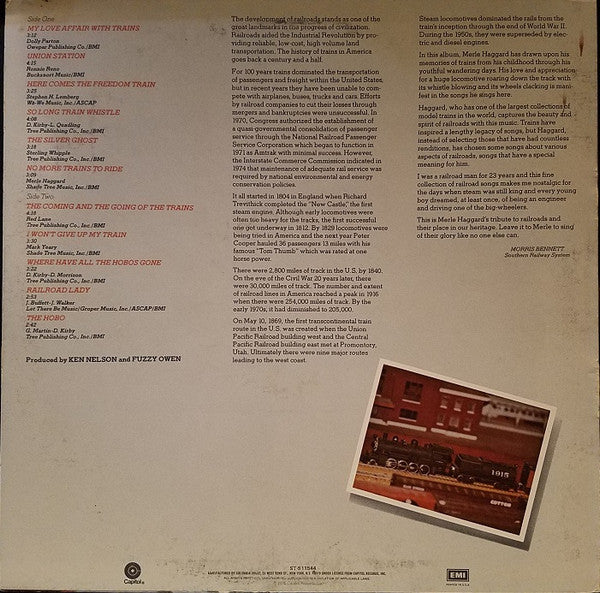 Side One
MY LOVE AFFAIR WITH TRAINS
3:12
Dolly Parton
Owepar Publishing Co./BMI
UNION STATION
4:15
Ronnie Reno
Bucksnort Music/BMI
HERE COMES THE FREEDOM TRAIN
3:25
Stephen H. Lemberg
Wa-We Music, Inc./ASCAP
SO LONG TRAIN WHISTLE
4:08
D. Kirby-L. Quadling
Tree Publishing Co., Inc./BMI
THE SILVER GHOST
3:18
Sterling Whipple
Tree Publishing Co., Inc./BMI
NO MORE TRAINS TO RIDE
3:09
Merle Haggard
Shade Tree Music, Inc./BMI
Side Two
THE COMING AND THE GOING OF THE TRAINS
4:18
Red Lane
Tree Publishing Co., Inc./BMI
I WON'T GIVE UP MY TRAIN
3:30
Mark Yeary
Shade Tree Music, Inc./BMI
WHERE HAVE ALL THE HOBOS GONE
3:22
D. Kirby-D. Morrison
Tree Publishing Co., Inc./BMI
RAILROAD LADY
2:53
J. Buffett-J. Walker
Let There Be Music/Groper Music, Inc./ASCAP/BMI
THE HOBO
2:42
G. Martin-D. Kirby
Tree Publishing Co., Inc./BMI
Produced by KEN NELSON and FUZZY OWEN
The development of railroads stands as one of the
great landmarks in the progress of civilization.
Railroads aided the Industrial Revolution by pro-
viding reliable, low cost, high volume land
transportation. The history of trains in America
goes back a century and a half.
For 100 years trains dominated the transportation
of passengers and freight within the United States,
but in recent years they have been unable to com-
pete with airplanes, buses, trucks and cars. Efforts
by railroad companies to cut their losses through
mergers and bankruptcies were unsuccessful. In
1970, Congress authorized the establishment of
a quasi-governmental consolidation of passenger
service through the National Railroad Passenger
Service Corporation which began to function in
1971 as Amtrak with minimal success. However,
the Interstate Commerce Commission indicated in
1974 that maintenance of adequate rail service was
required by national environmental and energy
conservation policies.
It all started in 1804 in England when Richard
Trevithick completed the "New Castle," the first
steam engine. Although early locomotives were
often too heavy for the tracks, the first successful
one got underway in 1812. By 1829 locomotives were
being tried in America and the next year Peter
Cooper hauled 36 passengers 13 miles with his
famous "Tom Thumb" which was rated at one
horse power.
There were 2,800 miles of track in the U.S. by 1840.
On the eve of the Civil War 20 years later, there
were 30,000 miles of track. The number and extent
of railroad lines in America reached a peak in 1916
when there were 254,000 miles of track. By the
early 1970s, it had diminished to 205,000.
On May 10, 1869, the first transcontinental train
route in the U.S. was created when the Union
Pacific Railroad building west and the Central
Pacific Railroad building east met at Promontory,
Utah. Ultimately there were nine major routes
leading to the west coast.
Steam locomotives dominated the rails from the
train's inception through the end of World War II.
During the 1950s, they were superseded by elec-
tric and diesel engines.
In this album, Merle Haggard has drawn upon his
memories of trains from his childhood through his
youthful wandering days. His love and appreciation
for a huge locomotive roaring down the track with
its whistle blowing and its wheels clacking is mani-
fest in the songs he sings here.
Haggard, who has one of the largest collections of
model trains in the world, captures the beauty and
spirit of railroads with this music. Trains have
inspired a lengthy legacy of songs, but Haggard,
instead of selecting those that have had countless
renditions, has chosen some songs about various
aspects of railroads, songs that have a special
meaning for him.
I was a railroad man for 23 years and this fine
collection of railroad songs makes me nostalgic for
the days when steam was still king and every young
boy dreamed, at least once, of being an engineer
and driving one of the big wheelers.
This is Merle Haggard's tribute to railroads and
their place in our heritage. Leave it to Merle to sing
of their glory like no one else can.
MORRIS BENNETT
Southern Railway System
1915
COTTON
Capitol
ST 8 11544
EMI